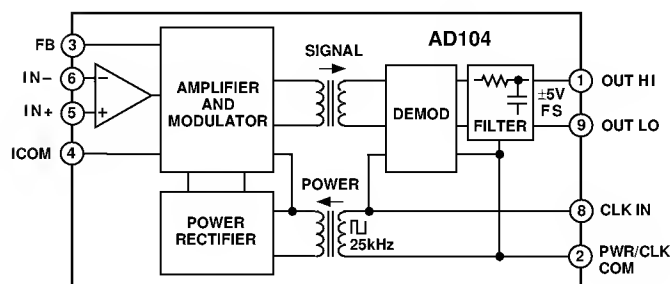 AD104
FB 3
IN− 6
IN+ 5
ICOM 4
−
+
AMPLIFIER
AND
MODULATOR
SIGNAL
DEMOD
FILTER
±5V
FS
1 OUT HI
9 OUT LO
POWER
RECTIFIER
POWER
25kHz
8 CLK IN
2 PWR/CLK
COM